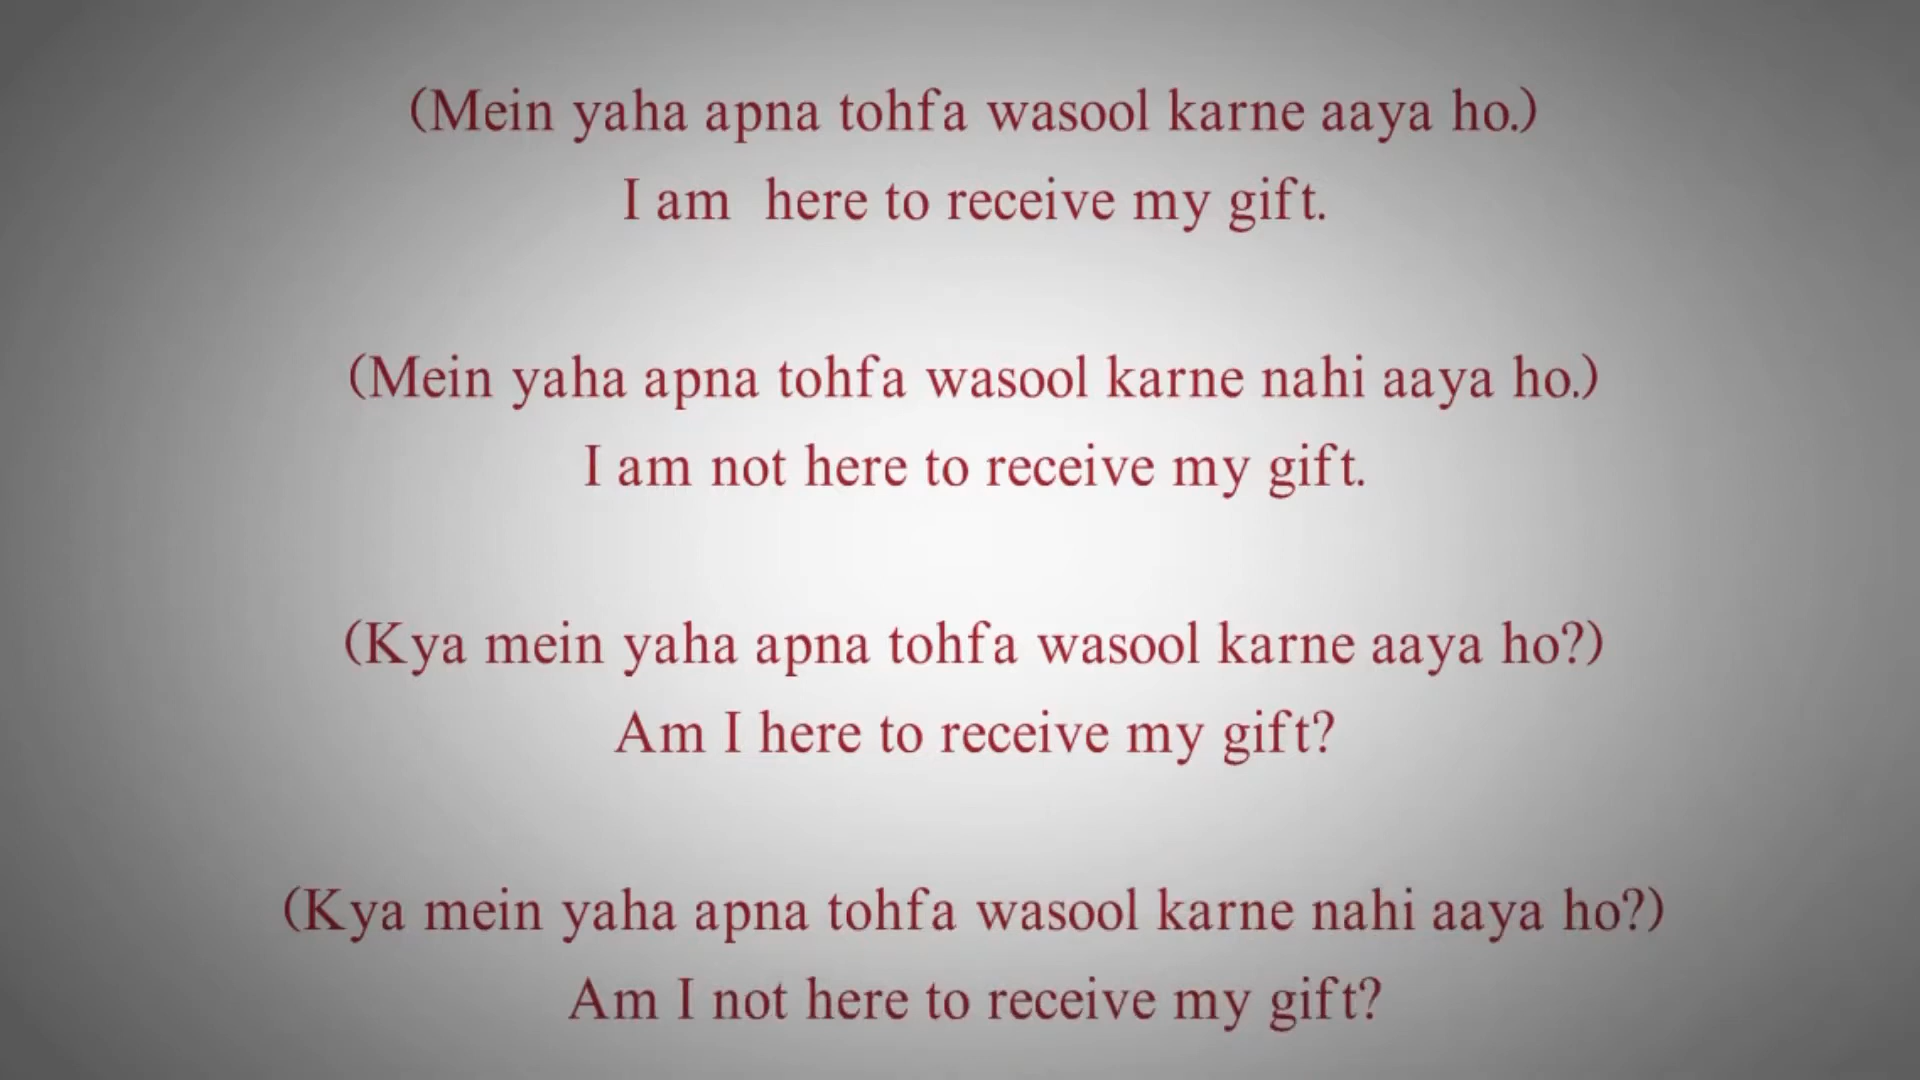 (Mein yaha apna tohfa wasool karne aaya ho.)
I am  here to receive my gift.
(Mein yaha apna tohfa wasool karne nahi aaya ho.)
I am not here to receive my gift.
(Kya mein yaha apna tohfa wasool karne aaya ho?)
Am I here to receive my gift?
(Kya mein yaha apna tohfa wasool karne nahi aaya ho?)
Am I not here to receive my gift?